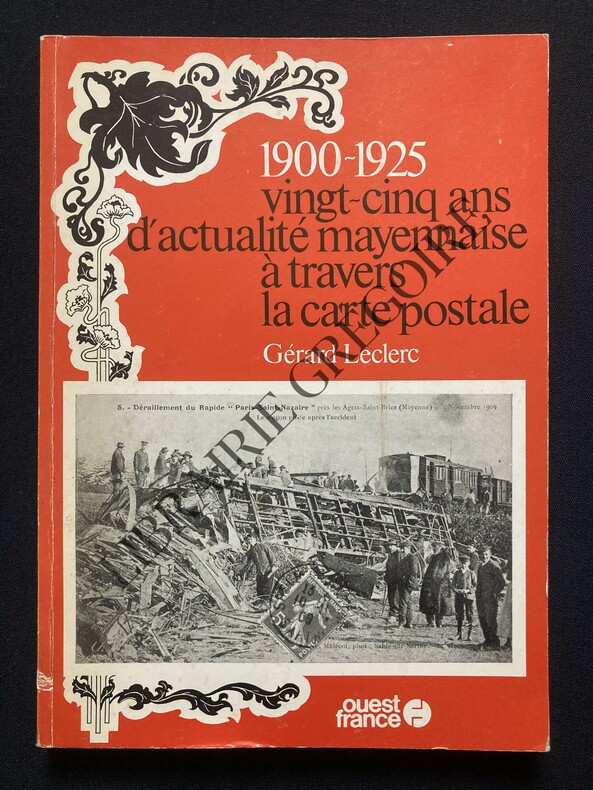 1900~1925
vingt-cinq ans
d'actualité mayennaise
à travers
la carte postale
Gérard Leclerc
5. - Déraillement du Rapide "Paris-Saint-Nazaire" près les Agets-Saint-Brice (Mayenne) - Novembre 1909
Le wagon poste après l'accident
Malécot, phot., Sablé-sur-Sarthe
ouest
france
LIBRAIRIE GREGOIRE